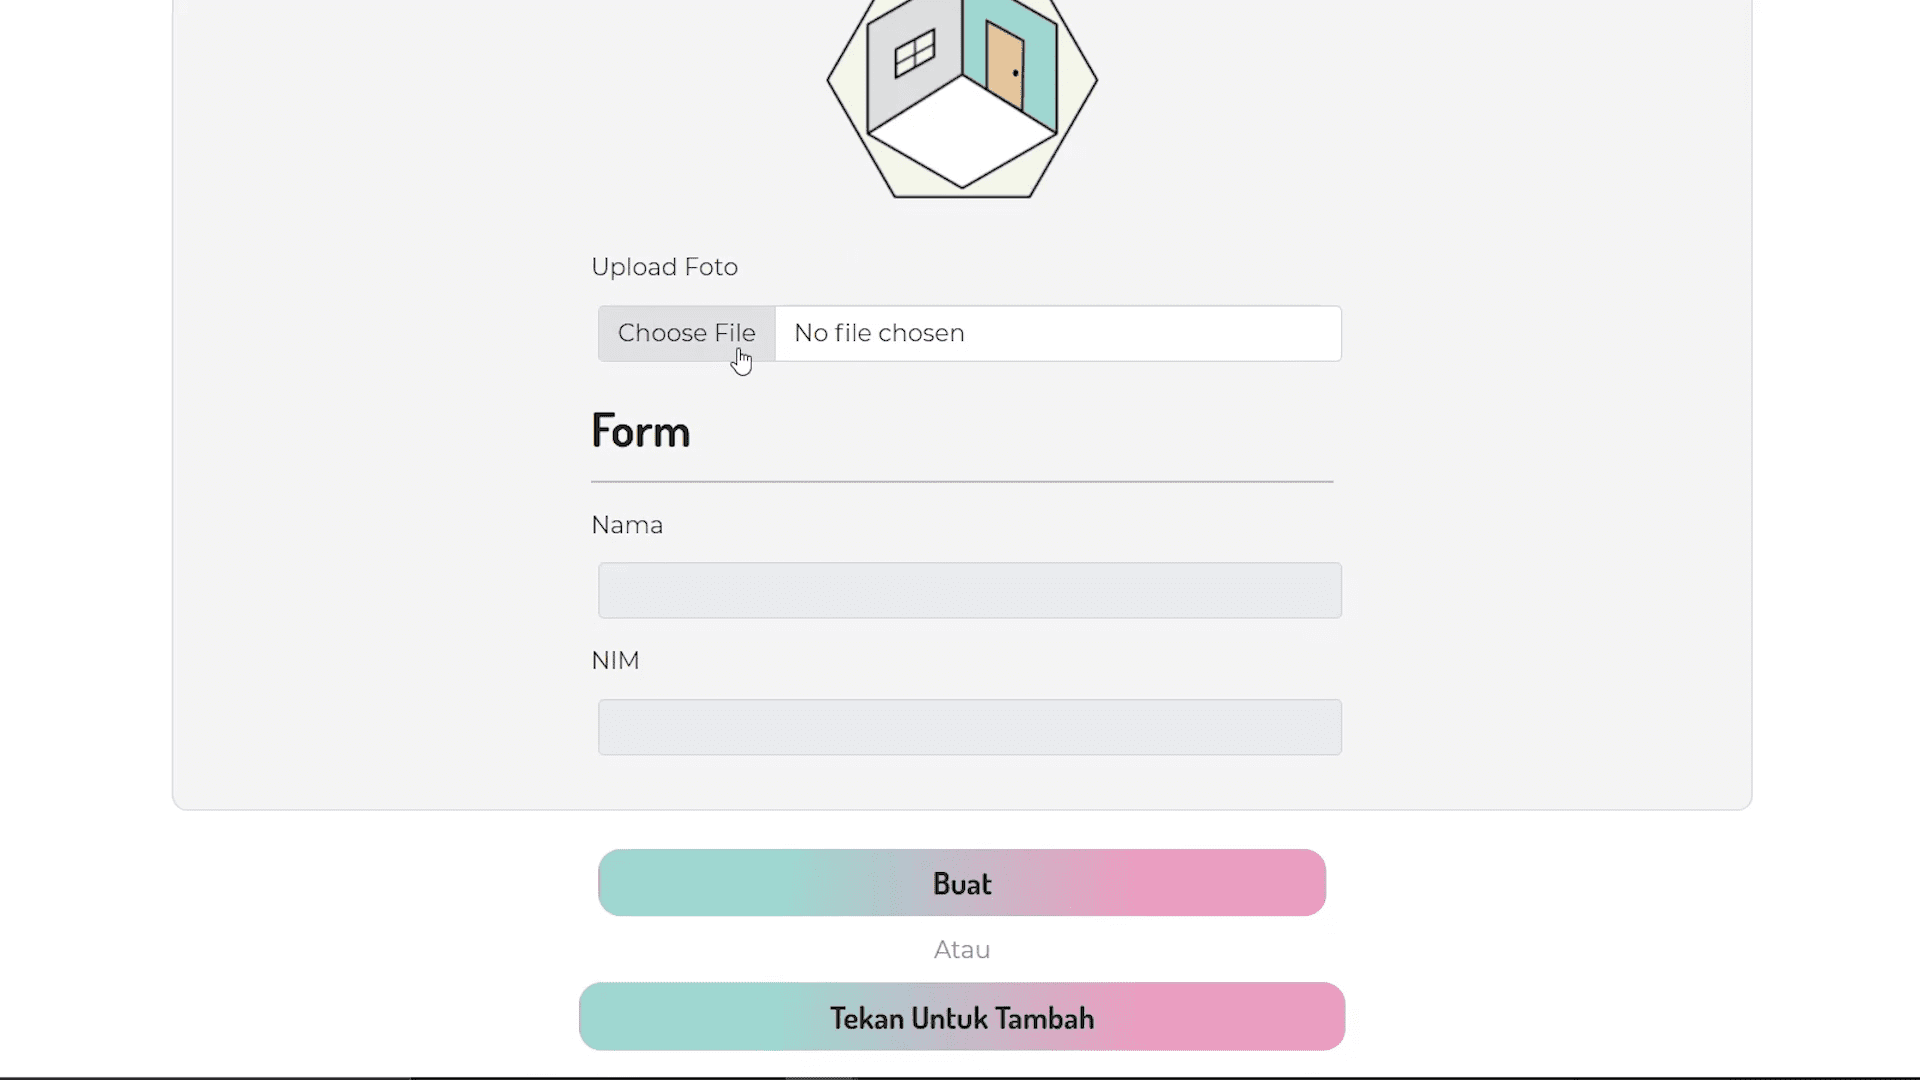 Upload Foto
Choose File No file chosen
Form
Nama
NIM
Buat
Atau
Tekan Untuk Tambah